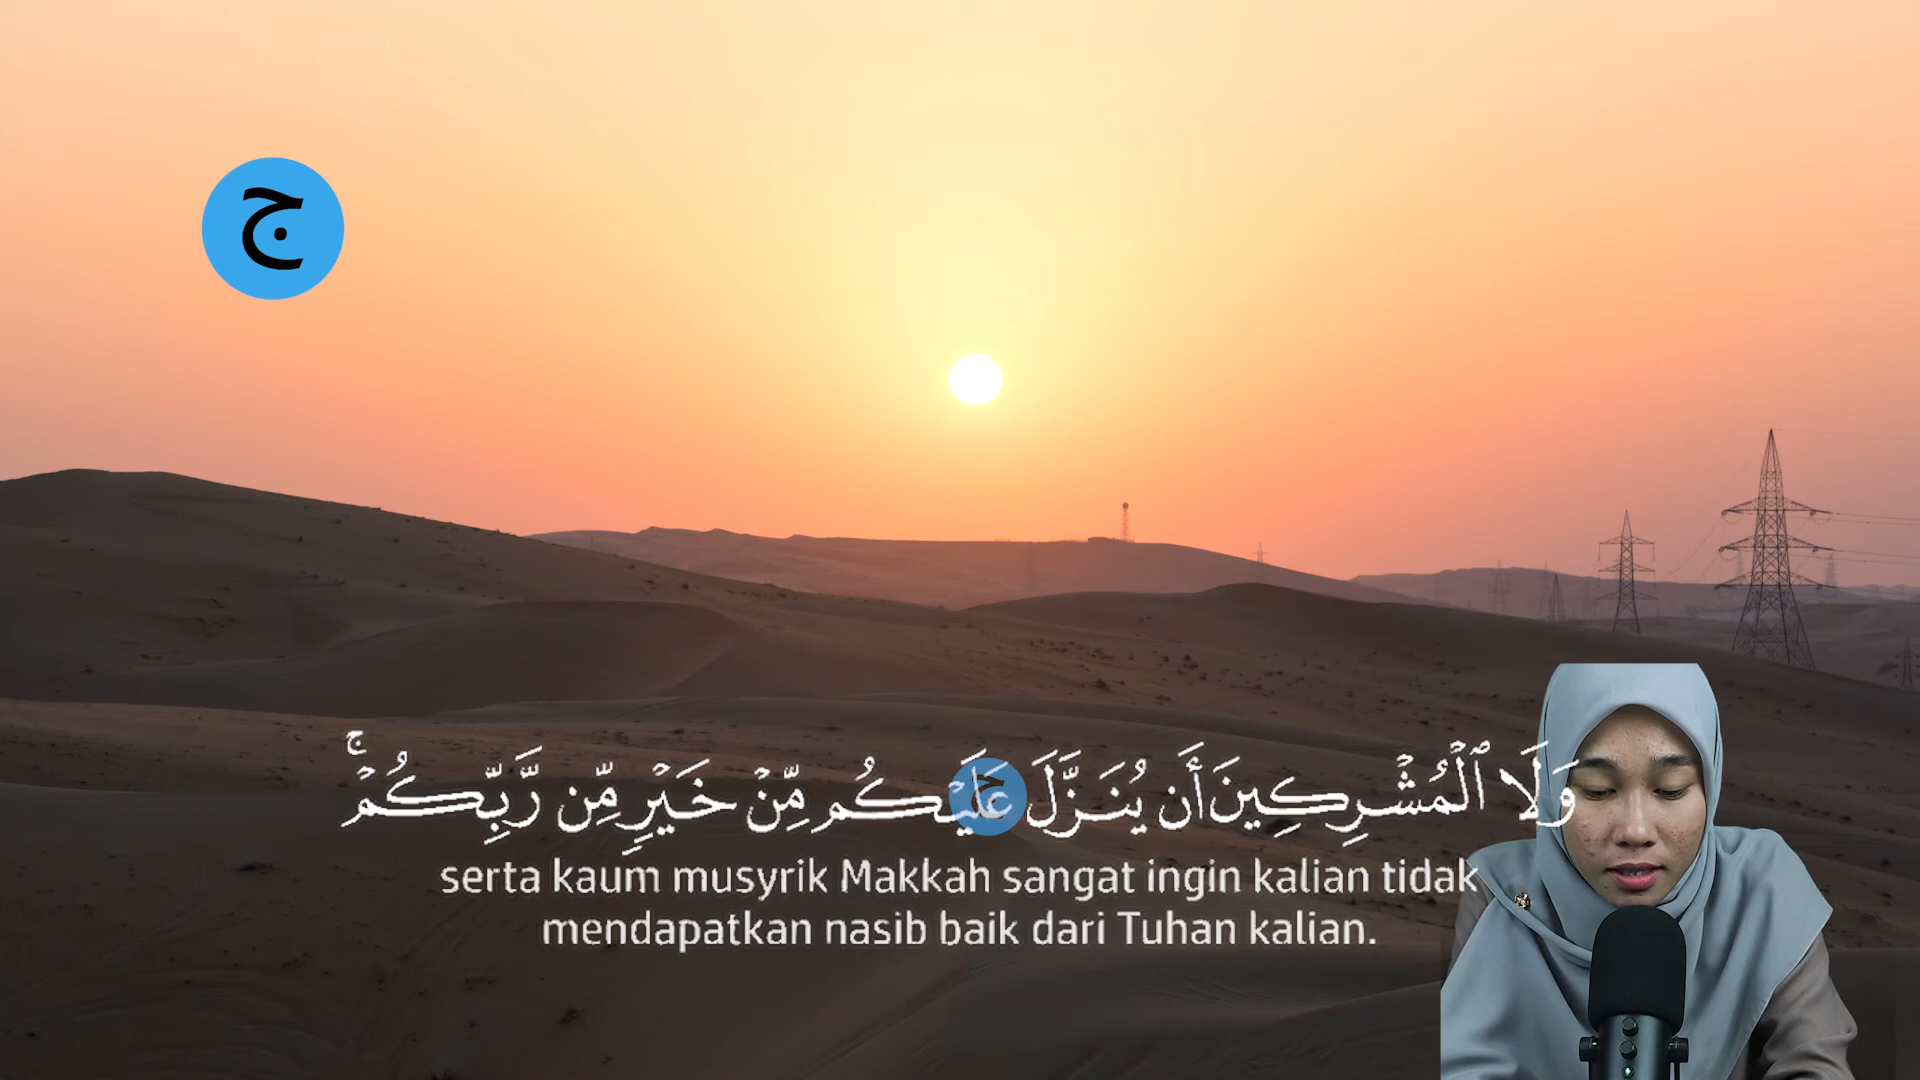 ج
وَلَا ٱلْمُشْرِكِينَ أَن يُنَزَّلَ عَلَيْكُم مِّنْ خَيْرٍ مِّن رَّبِّكُمْ ۚ
ج
serta kaum musyrik Makkah sangat ingin kalian tidak
mendapatkan nasib baik dari Tuhan kalian.